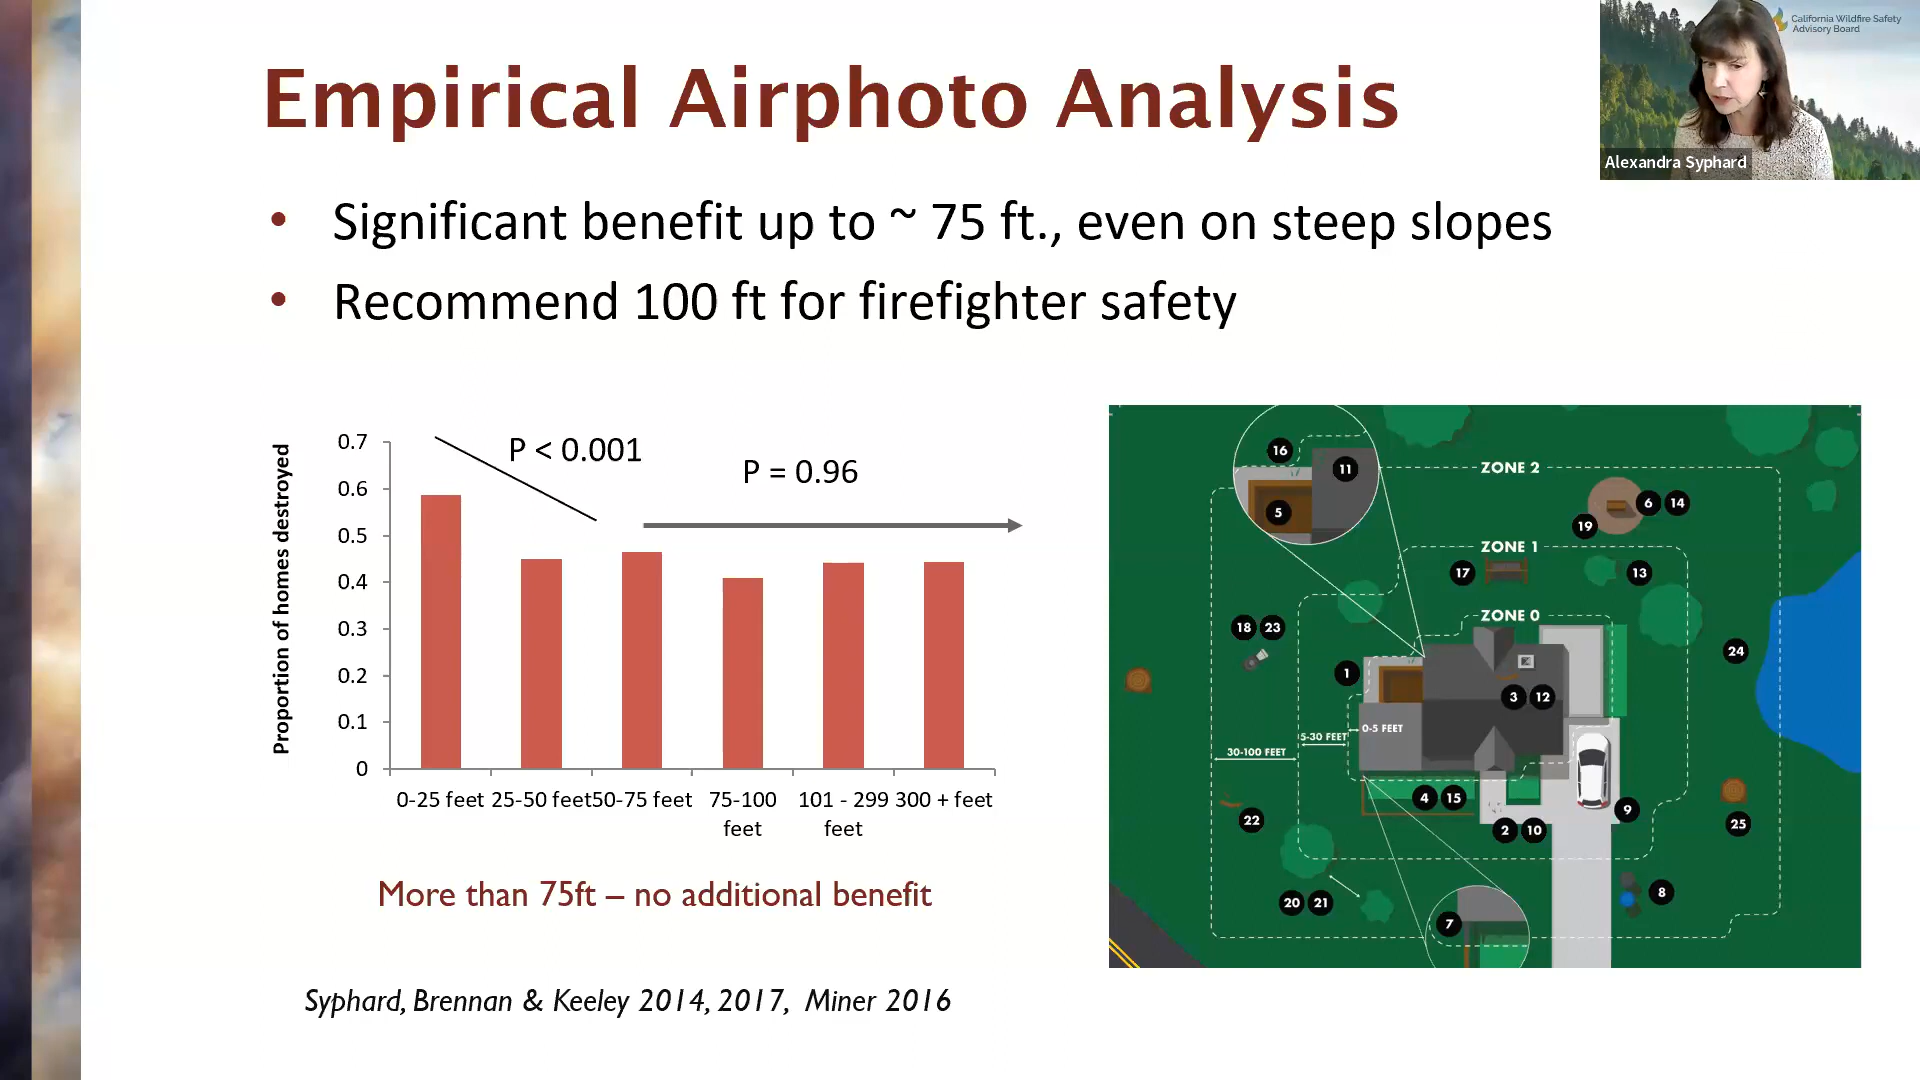 Empirical Airphoto Analysis
California Wildfire Safety
Advisory Board
Alexandra Syphard
• Significant benefit up to ~ 75 ft., even on steep slopes
• Recommend 100 ft for firefighter safety
Proportion of homes destroyed
0.7
0.6
0.5
0.4
0.3
0.2
0.1
0
P < 0.001
P = 0.96
0-25 feet
25-50 feet
50-75 feet
75-100
feet
101 - 299
feet
300 + feet
More than 75ft – no additional benefit
Syphard, Brennan & Keeley 2014, 2017, Miner 2016
16
11
5
ZONE 2
6 14
19
ZONE 1
17
13
ZONE 0
18 23
24
1
3 12
0-5 FEET
5-30 FEET
30-100 FEET
4 15
9
22
2 10
25
20 21
8
7